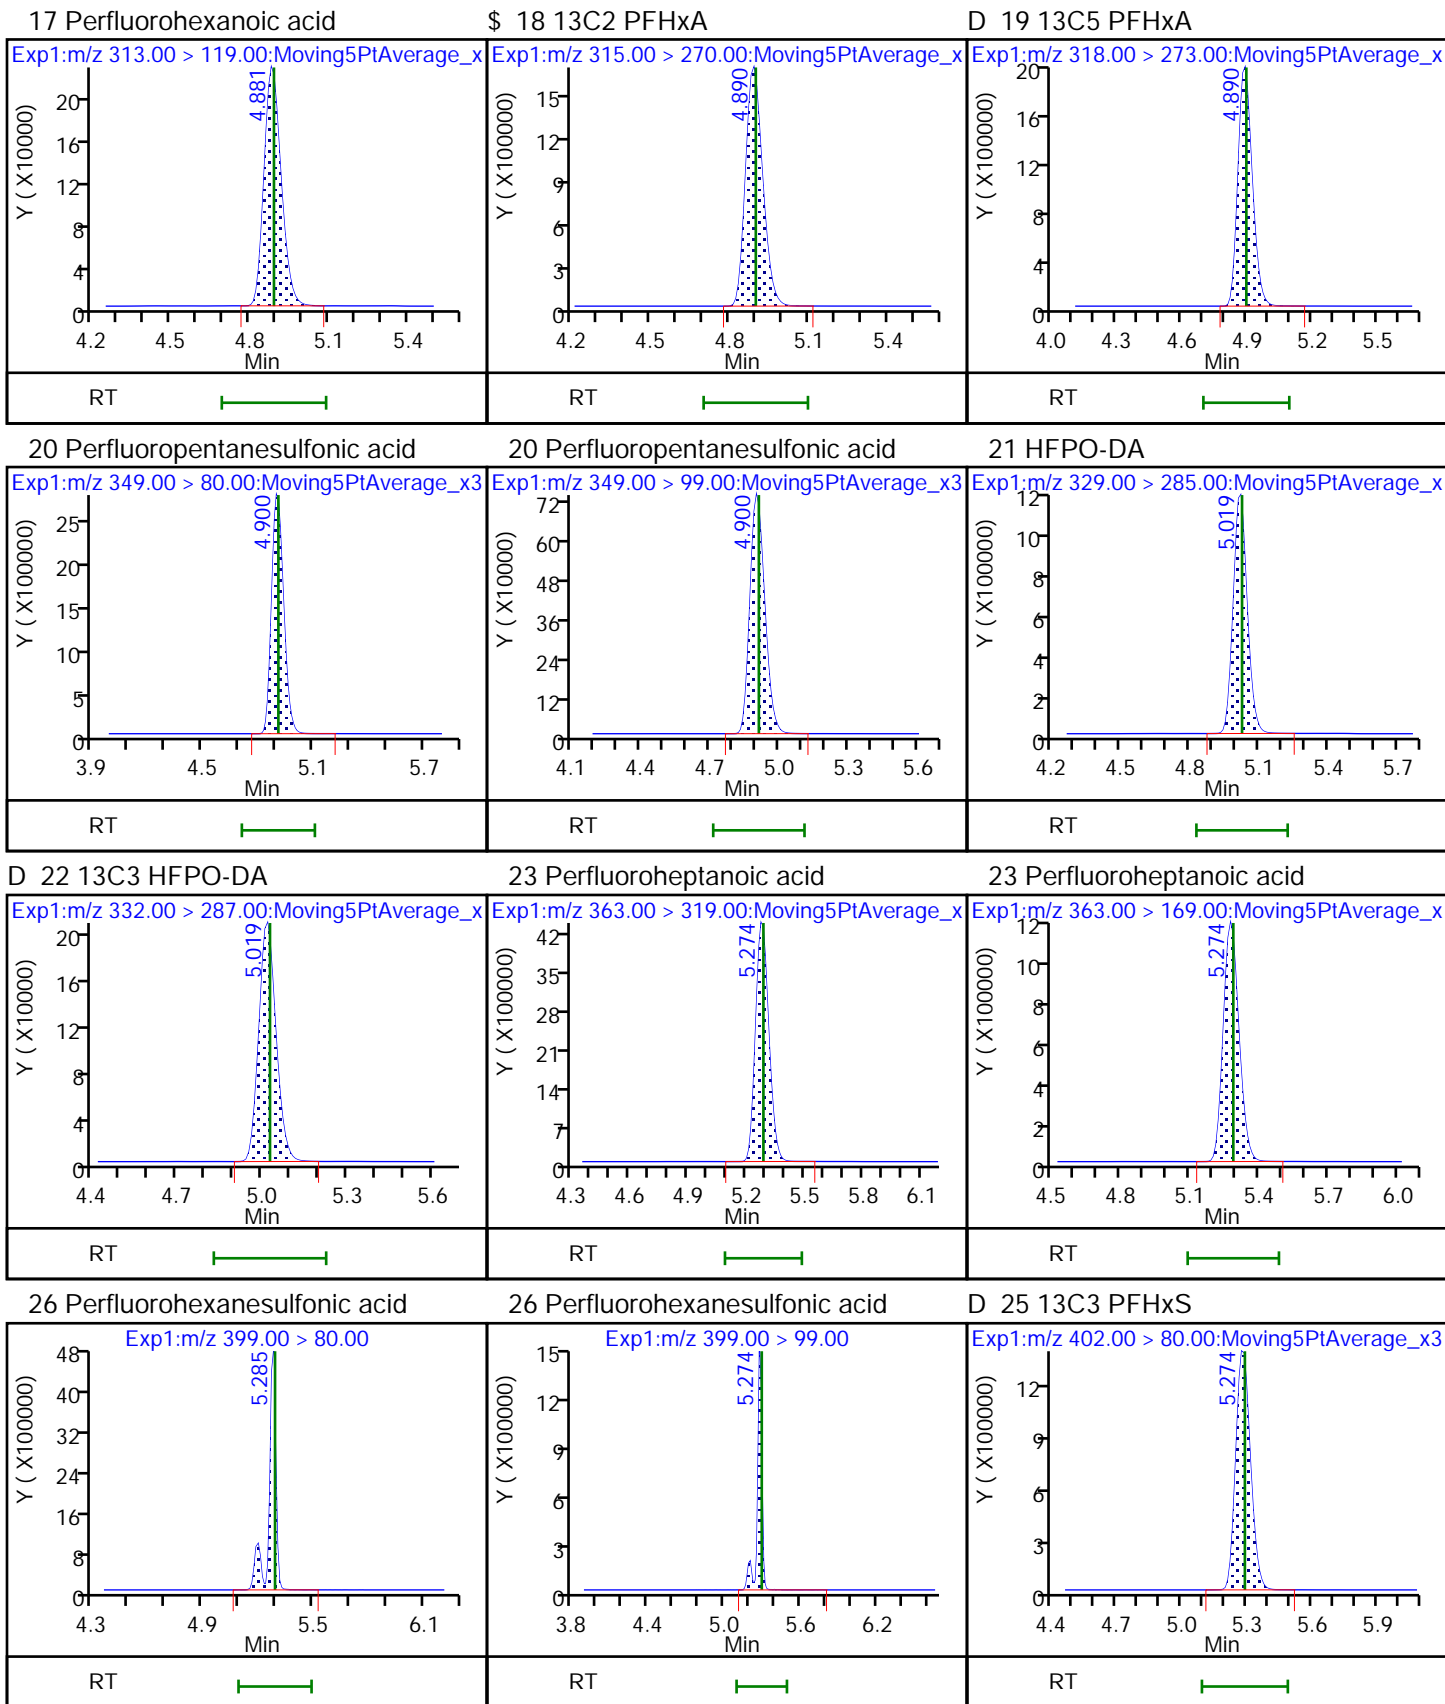 17 Perfluorohexanoic acid
Exp1:m/z 313.00 > 119.00:Moving5PtAverage_x
4.881
Y ( X100000)
20
16
12
8
4
0
4.2 4.5 4.8 5.1 5.4
Min
RT
$ 18 13C2 PFHxA
Exp1:m/z 315.00 > 270.00:Moving5PtAverage_x
4.890
Y ( X100000)
15
12
9
6
3
0
4.2 4.5 4.8 5.1 5.4
Min
RT
D 19 13C5 PFHxA
Exp1:m/z 318.00 > 273.00:Moving5PtAverage_x
4.890
Y ( X100000)
20
16
12
8
4
0
4.0 4.3 4.6 4.9 5.2 5.5
Min
RT
20 Perfluoropentanesulfonic acid
Exp1:m/z 349.00 > 80.00:Moving5PtAverage_x3
4.900
Y ( X100000)
25
20
15
10
5
0
3.9 4.5 5.1 5.7
Min
RT
20 Perfluoropentanesulfonic acid
Exp1:m/z 349.00 > 99.00:Moving5PtAverage_x3
4.900
Y ( X10000)
72
60
48
36
24
12
0
4.1 4.4 4.7 5.0 5.3 5.6
Min
RT
21 HFPO-DA
Exp1:m/z 329.00 > 285.00:Moving5PtAverage_x
5.019
Y ( X100000)
12
10
8
6
4
2
0
4.2 4.5 4.8 5.1 5.4 5.7
Min
RT
D 22 13C3 HFPO-DA
Exp1:m/z 332.00 > 287.00:Moving5PtAverage_x
5.019
Y ( X10000)
20
16
12
8
4
0
4.4 4.7 5.0 5.3 5.6
Min
RT
23 Perfluoroheptanoic acid
Exp1:m/z 363.00 > 319.00:Moving5PtAverage_x
5.274
Y ( X100000)
42
35
28
21
14
7
0
4.3 4.6 4.9 5.2 5.5 5.8 6.1
Min
RT
23 Perfluoroheptanoic acid
Exp1:m/z 363.00 > 169.00:Moving5PtAverage_x
5.274
Y ( X100000)
12
10
8
6
4
2
0
4.5 4.8 5.1 5.4 5.7 6.0
Min
RT
26 Perfluorohexanesulfonic acid
Exp1:m/z 399.00 > 80.00
5.285
Y ( X100000)
48
40
32
24
16
8
0
4.3 4.9 5.5 6.1
Min
RT
26 Perfluorohexanesulfonic acid
Exp1:m/z 399.00 > 99.00
5.274
Y ( X100000)
15
12
9
6
3
0
3.8 4.4 5.0 5.6 6.2
Min
RT
D 25 13C3 PFHxS
Exp1:m/z 402.00 > 80.00:Moving5PtAverage_x3
5.274
Y ( X100000)
12
9
6
3
0
4.4 4.7 5.0 5.3 5.6 5.9
Min
RT